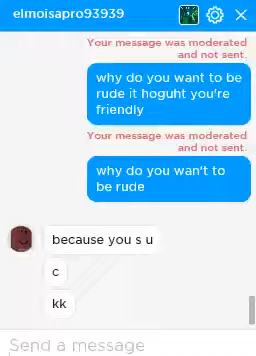 elmoisapro93939
Your message was moderated
and not sent.
why do you want to be
rude it hoguht you're
friendly
Your message was moderated
and not sent.
why do you wan't to
be rude
because you s u
c
kk
Send a message